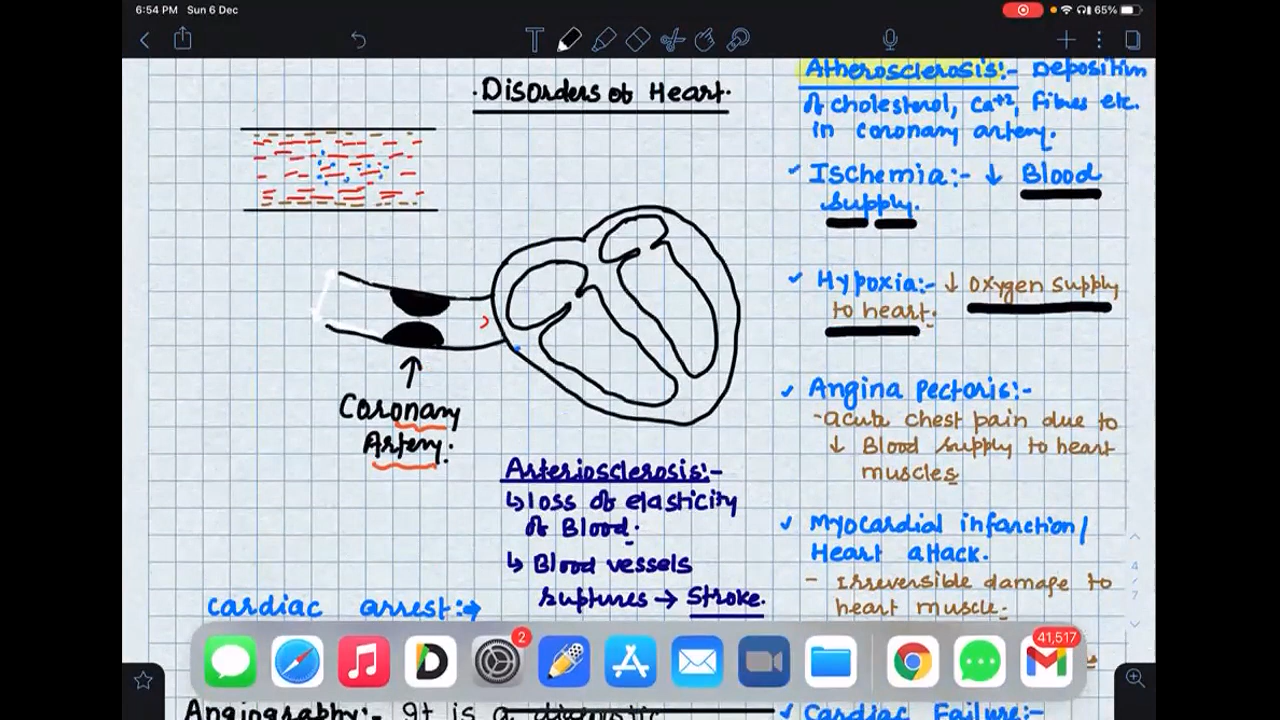 6:54 PM Sun 6 Dec
65%
Disorders of Heart.
Coronary
Artery.
Arteriosclerosis:-
↳ loss of elasticity
of Blood.
↳ Blood vessels
ruptures → Stroke.
cardiac arrest:→
Angiography:- It is a diagnostic
Atherosclerosis:- Deposition
of cholesterol, Ca+2, Fibres etc.
in coronary artery.
✓ Ischemia:- ↓ Blood
supply.
✓ Hypoxia:- ↓ oxygen supply
to heart.
✓ Angina Pectoris:-
- acute chest pain due to
↓ Blood supply to heart
muscles
✓ Myocardial infarction/
Heart attack.
- Irreversible damage to
heart muscle.
✓ Cardiac Failure:-
4
7
2
41,517